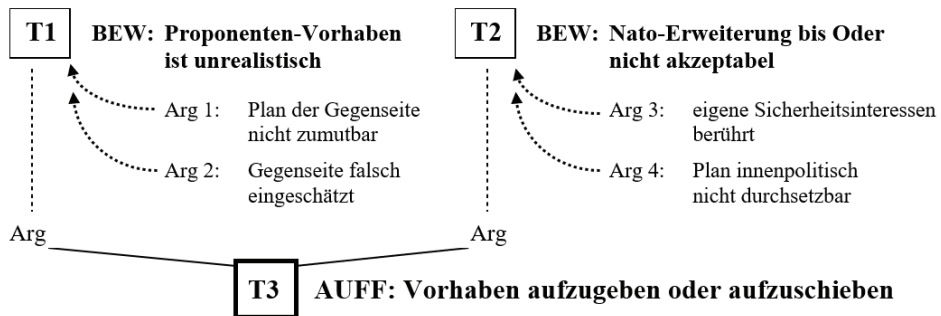 T1 BEW: Proponenten-Vorhaben
ist unrealistisch
Arg 1: Plan der Gegenseite
nicht zumutbar
Arg 2: Gegenseite falsch
eingeschätzt
Arg
T2 BEW: Nato-Erweiterung bis Oder
nicht akzeptabel
Arg 3: eigene Sicherheitsinteressen
berührt
Arg 4: Plan innenpolitisch
nicht durchsetzbar
Arg
T3 AUFF: Vorhaben aufzugeben oder aufzuschieben